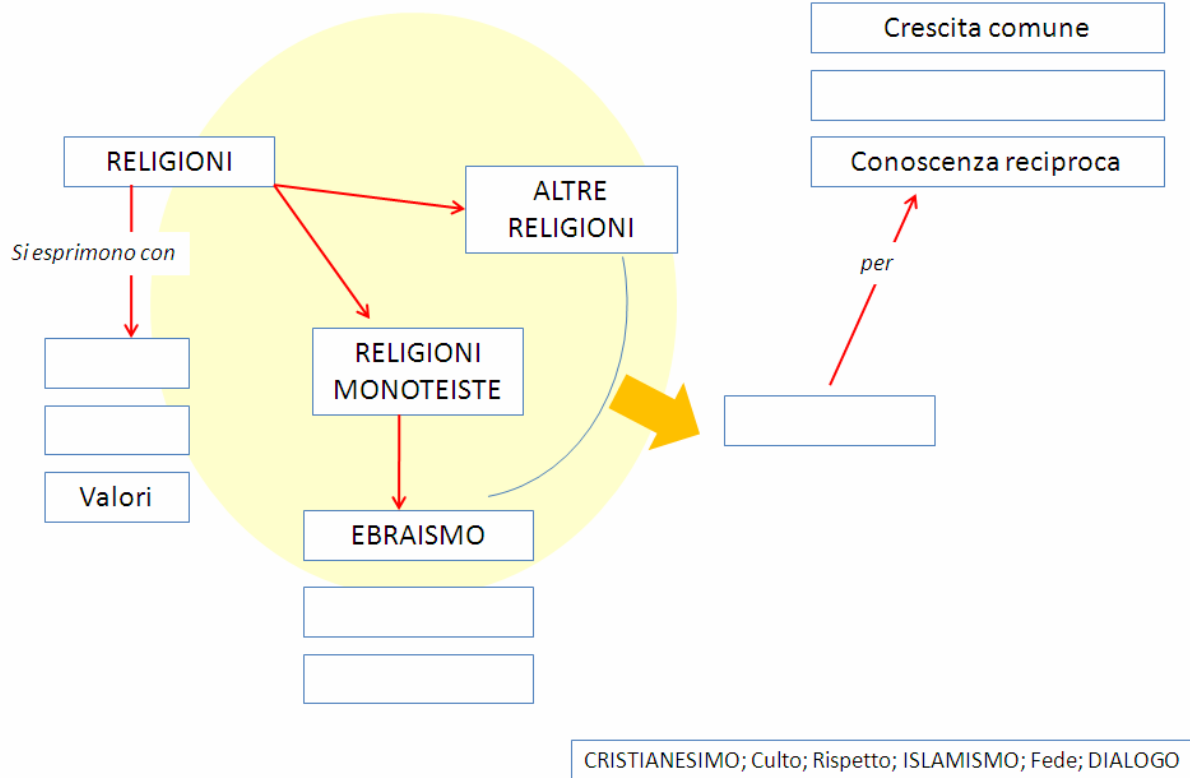 Crescita comune
RELIGIONI
Conoscenza reciproca
ALTRE
RELIGIONI
Si esprimono con
per
RELIGIONI
MONOTEISTE
Valori
EBRAISMO
CRISTIANESIMO; Culto; Rispetto; ISLAMISMO; Fede; DIALOGO